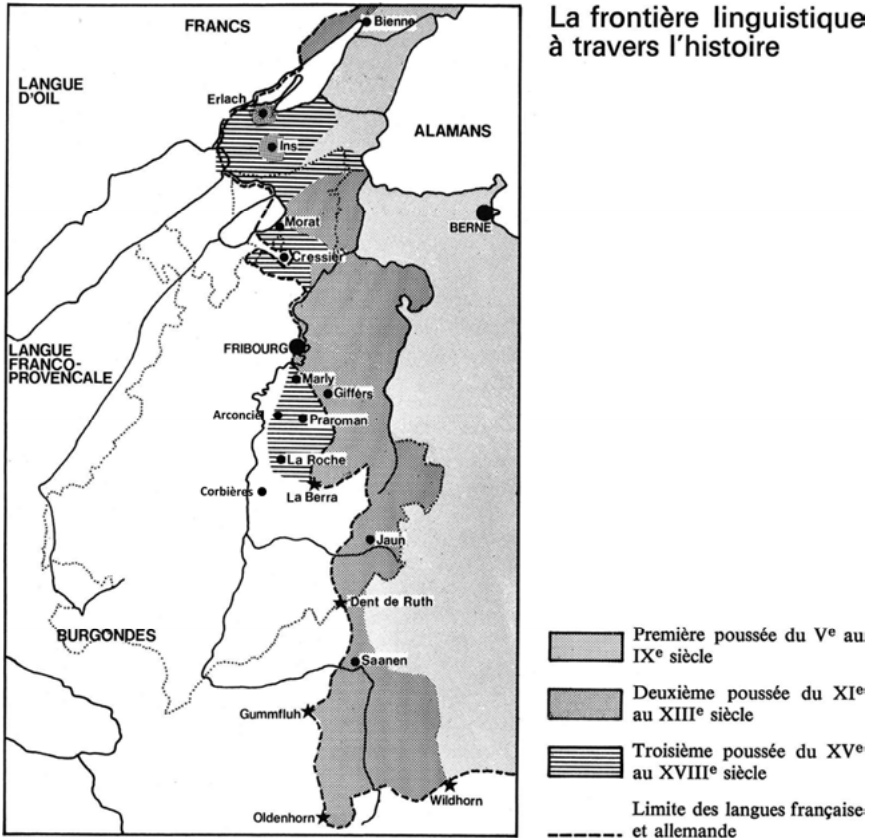 La frontière linguistique
à travers l'histoire
FRANCS
Bienne
LANGUE
D'OIL
Erlach
ALAMANS
Ins
BERNE
Morat
Cressier
LANGUE
FRANCO-
PROVENCALE
FRIBOURG
Marly
Giffèrs
Arconciel
Praroman
La Roche
Corbières
La Berra
Jaun
Dent de Ruth
BURGONDES
Saanen
Gummfluh
Wildhorn
Oldenhorn
Première poussée du Ve au
IXe siècle
Deuxième poussée du XIe
au XIIIe siècle
Troisième poussée du XVe
au XVIIIe siècle
Limite des langues française
et allemande